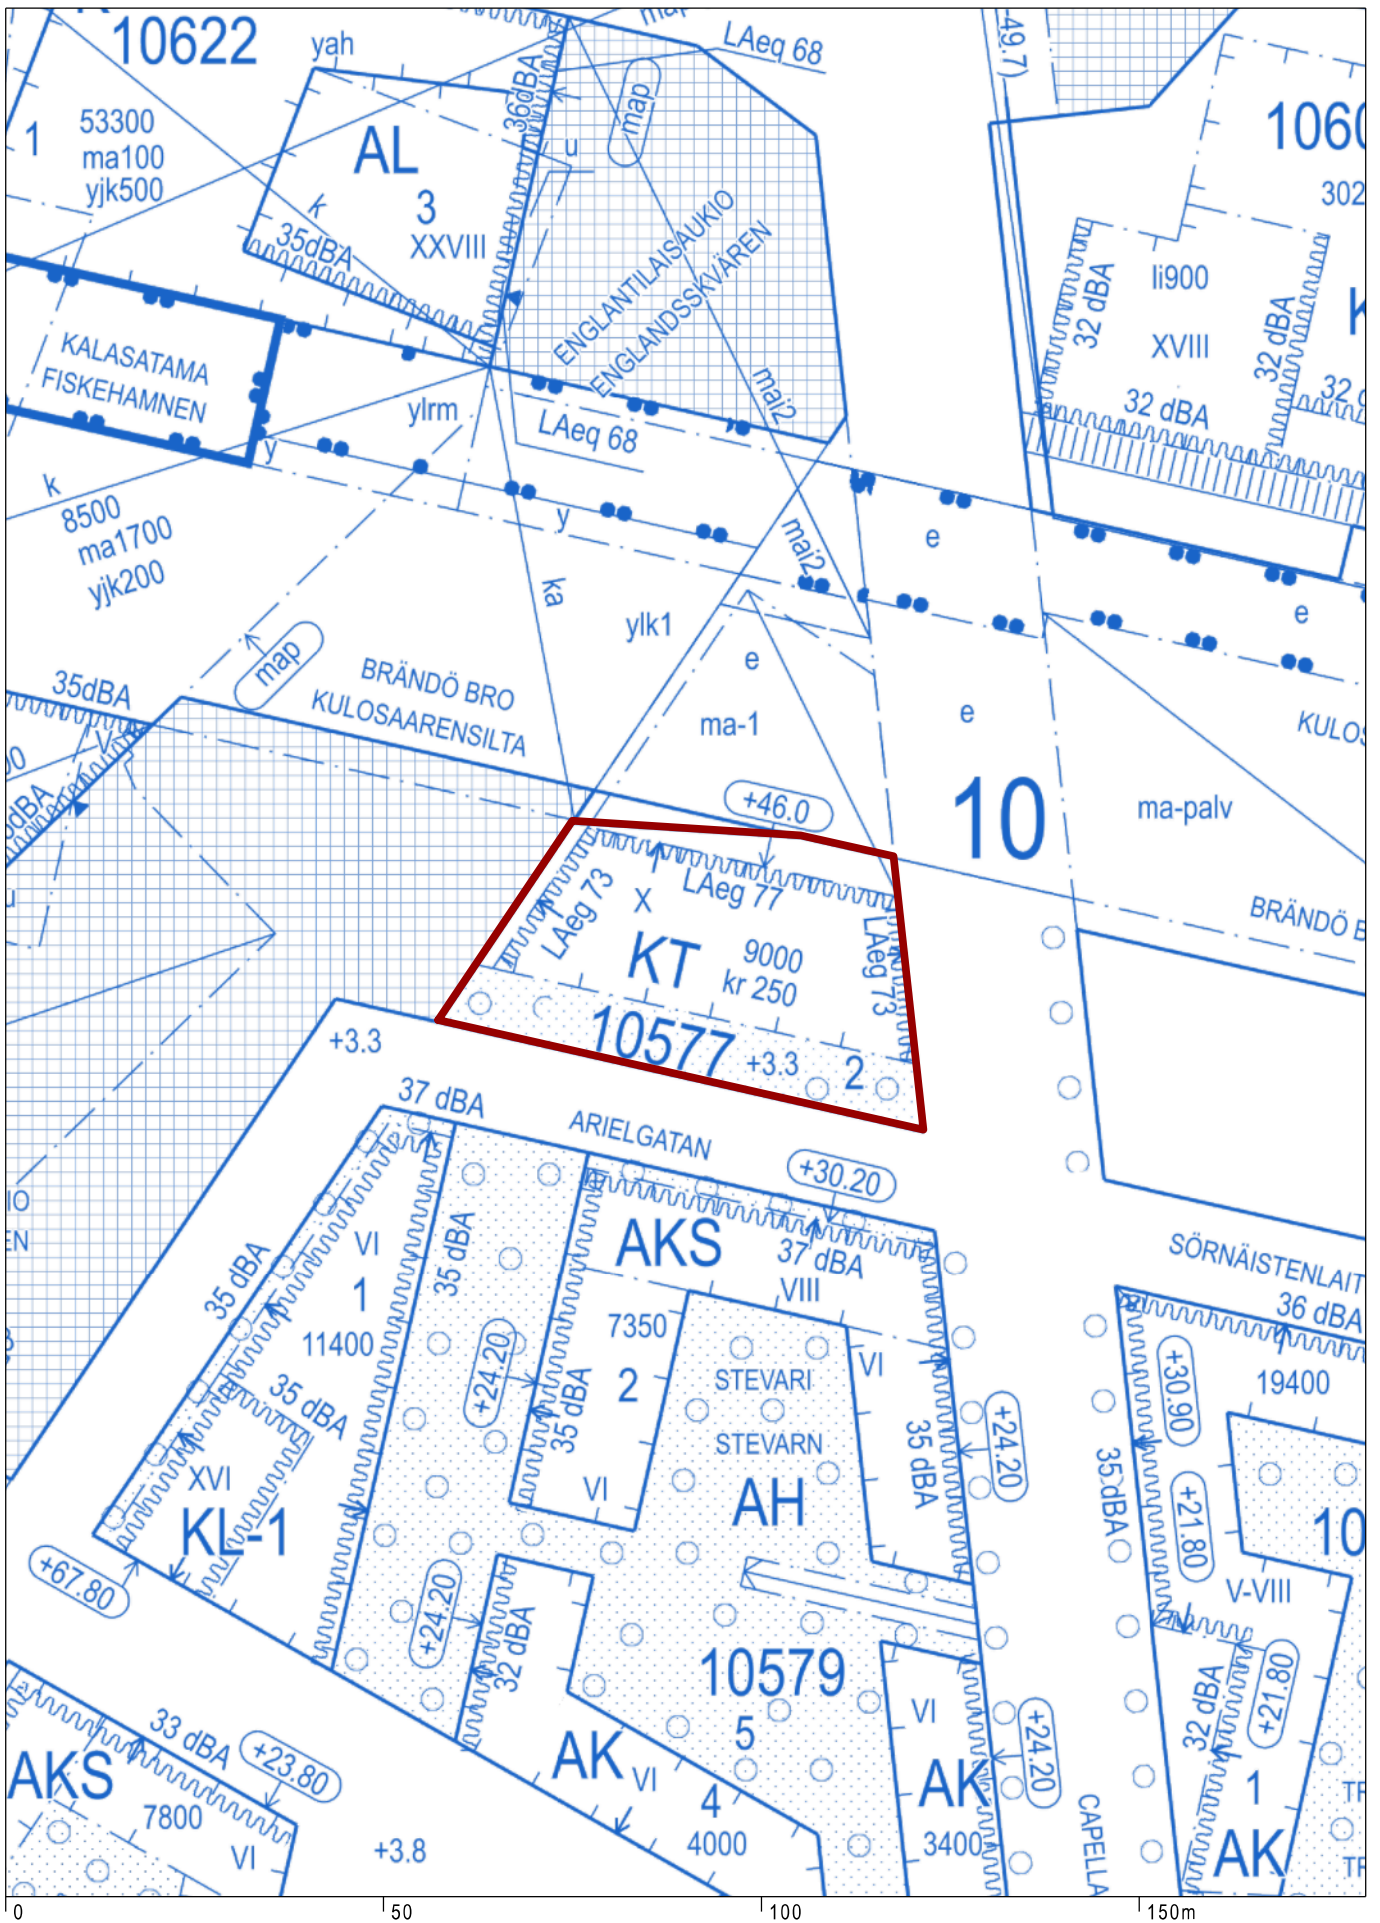 10622
yah
LAeq 68
-49.7)
1
53300
ma100
yjk500
AL
3
XXVIII
k
35dBA
36dBA
u
map
ENGLANTILAISAUKIO
ENGLANDSSKVÄREN
li900
XVIII
32 dBA
32 dBA
32 dBA
302
KALASATAMA
FISKEHAMNEN
ylrm
y
LAeq 68
mai2
k
8500
ma1700
yjk200
y
ka
mai2
e
e
ylk1
e
ma-1
e
map
BRÄNDÖ BRO
KULOSAARENSILTA
35dBA
+46.0
10
ma-palv
LAeg 73
LAeg 77
LAeg 73
X
KT
9000
kr 250
10577
+3.3
2
+3.3
37 dBA
ARIELGATAN
+30.20
AKS
37 dBA
VIII
SÖRNÄISTENLAIT
36 dBA
35 dBA
VI
1
11400
35 dBA
35 dBA
XVI
KL-1
+67.80
+24.20
7350
2
35 dBA
VI
STEVARI
STEVARN
AH
VI
35 dBA
+24.20
+30.90
19400
35 dBA
+21.80
V-VIII
+24.20
32 dBA
10579
5
VI
AK
3400
+24.20
32 dBA
+21.80
1
AK
CAPELLA
33 dBA
+23.80
AKS
7800
VI
+3.8
AK
VI
4
4000
0
50
100
150m